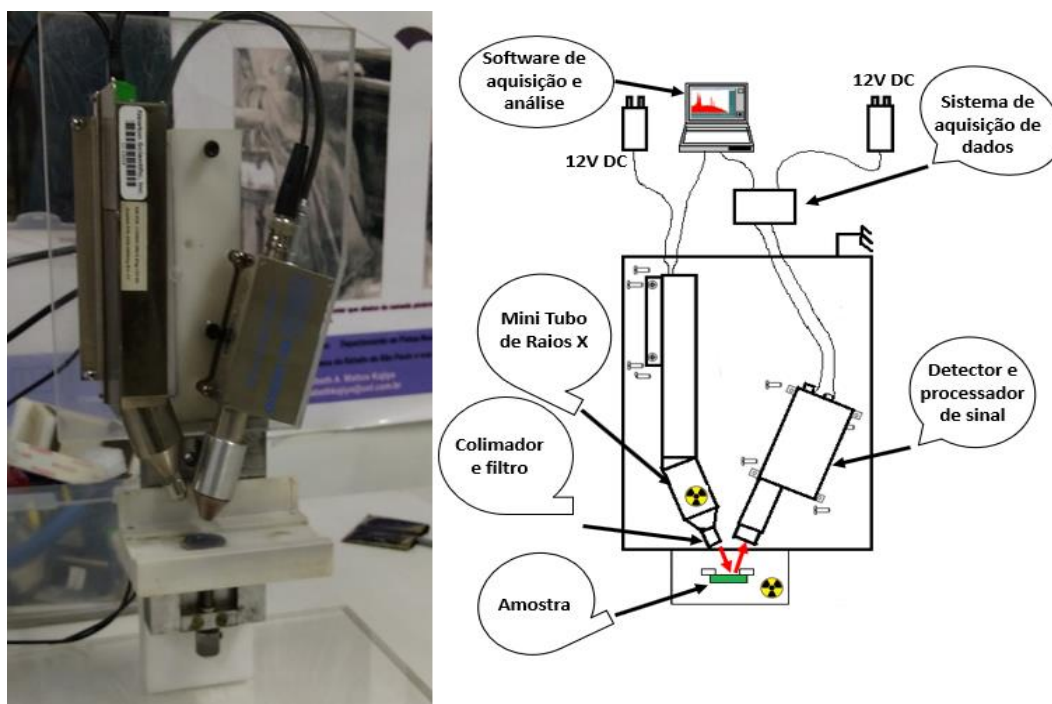 Software de
aquisição e
análise
12V DC
12V DC
Sistema de
aquisição de
dados
Mini Tubo
de Raios X
Colimador
e filtro
Detector e
processador
de sinal
Amostra